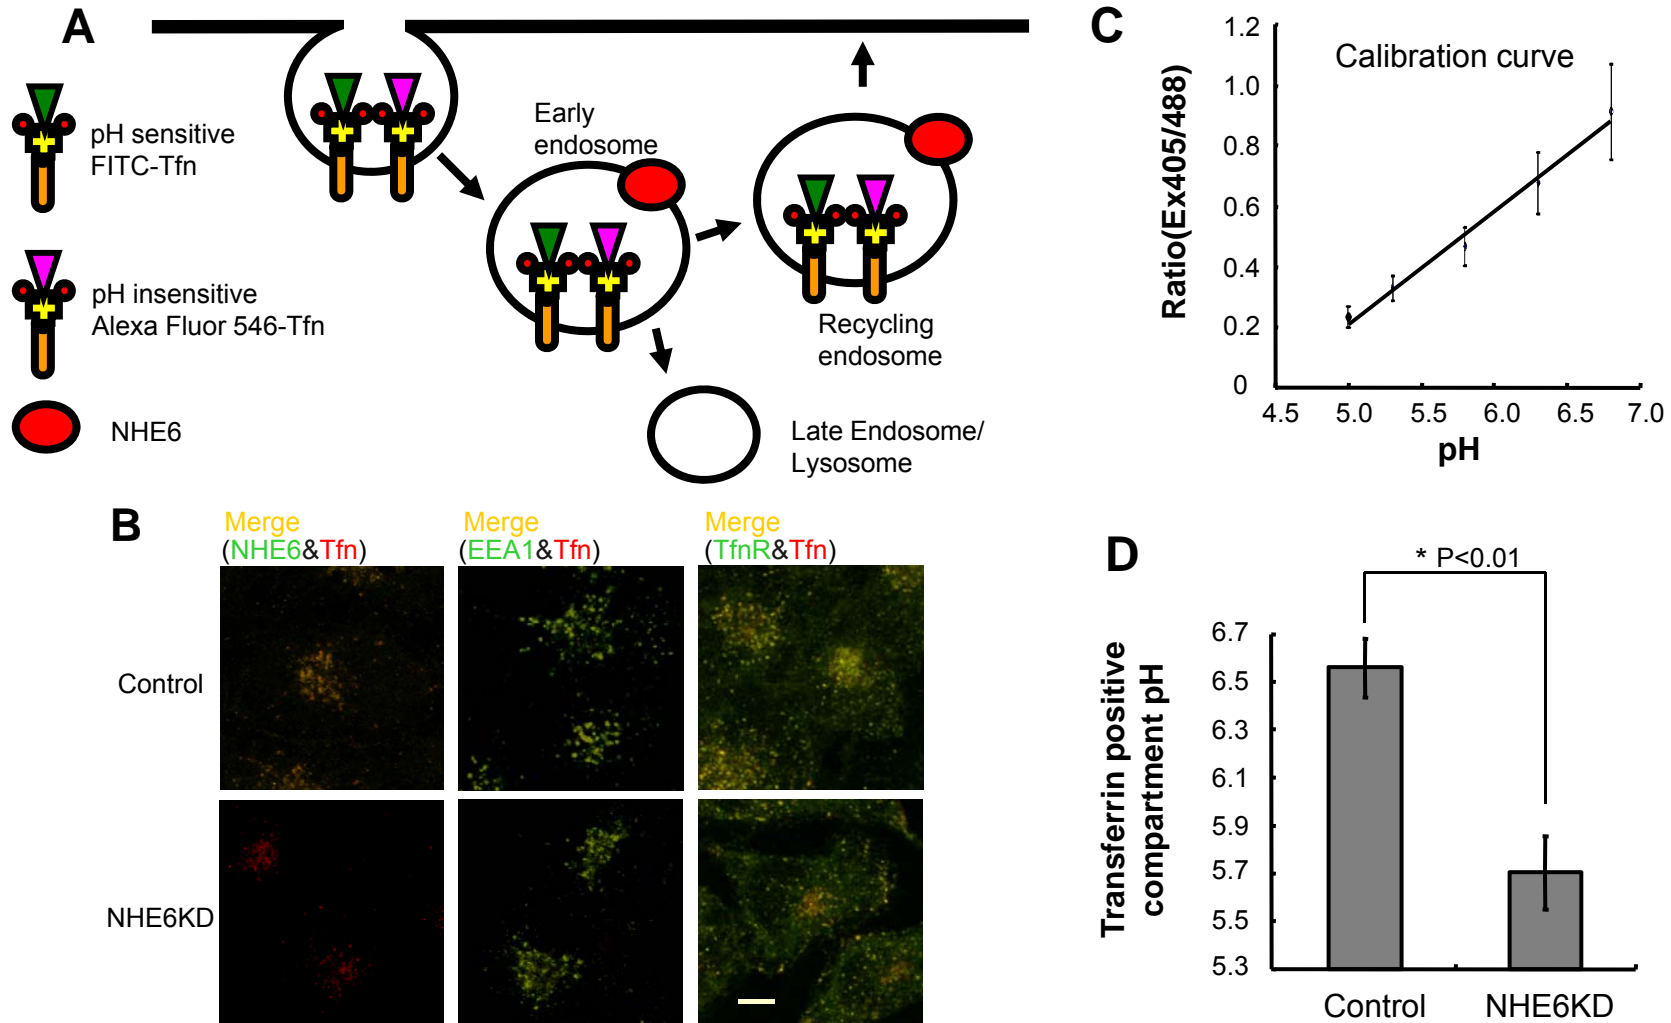 A
pH sensitive
FITC-Tfn
pH insensitive
Alexa Fluor 546-Tfn
NHE6
Early
endosome
Recycling
endosome
Late Endosome/
Lysosome
B
Merge
(NHE6&Tfn)
Merge
(EEA1&Tfn)
Merge
(TfnR&Tfn)
Control
NHE6KD
C
Calibration curve
Ratio(Ex405/488)
1.2
1.0
0.8
0.6
0.4
0.2
0
4.5 5.0 5.5 6.0 6.5 7.0
pH
D
* P<0.01
Transferrin positive
compartment pH
6.7
6.5
6.3
6.1
5.9
5.7
5.5
5.3
Control NHE6KD